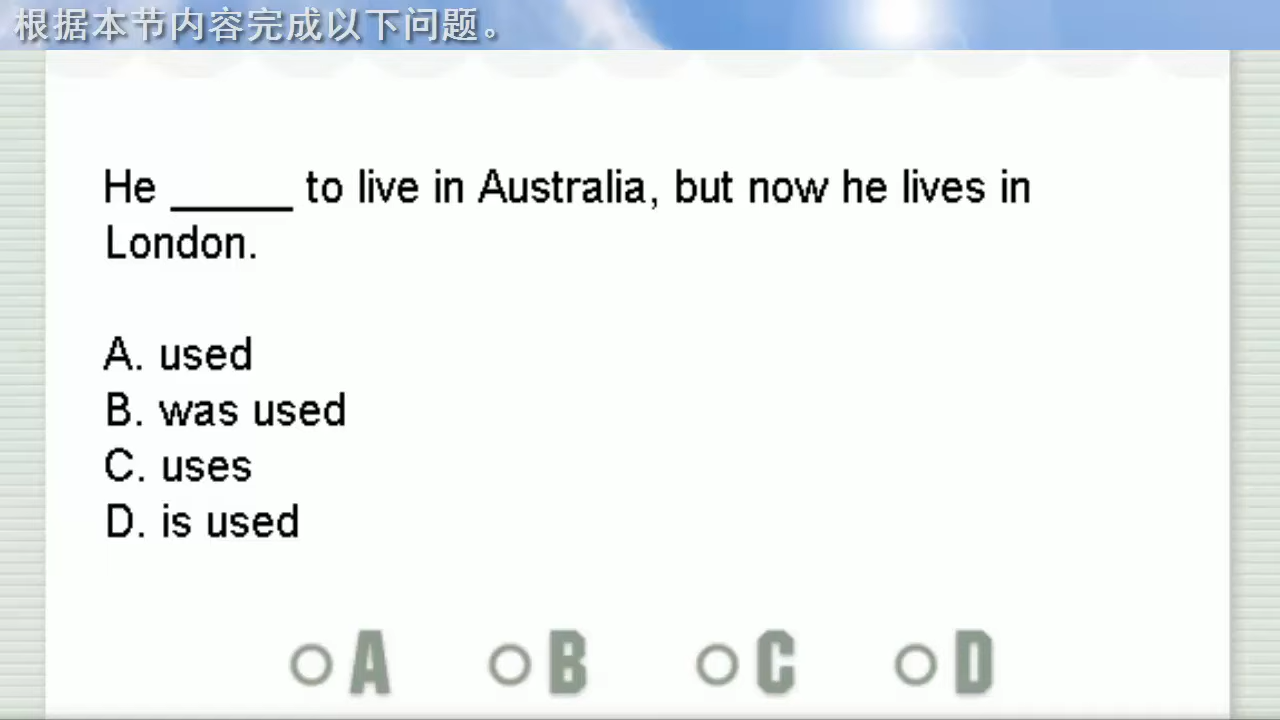 根据本节内容完成以下问题。
He _____ to live in Australia, but now he lives in
London.
A. used
B. was used
C. uses
D. is used
A B C D